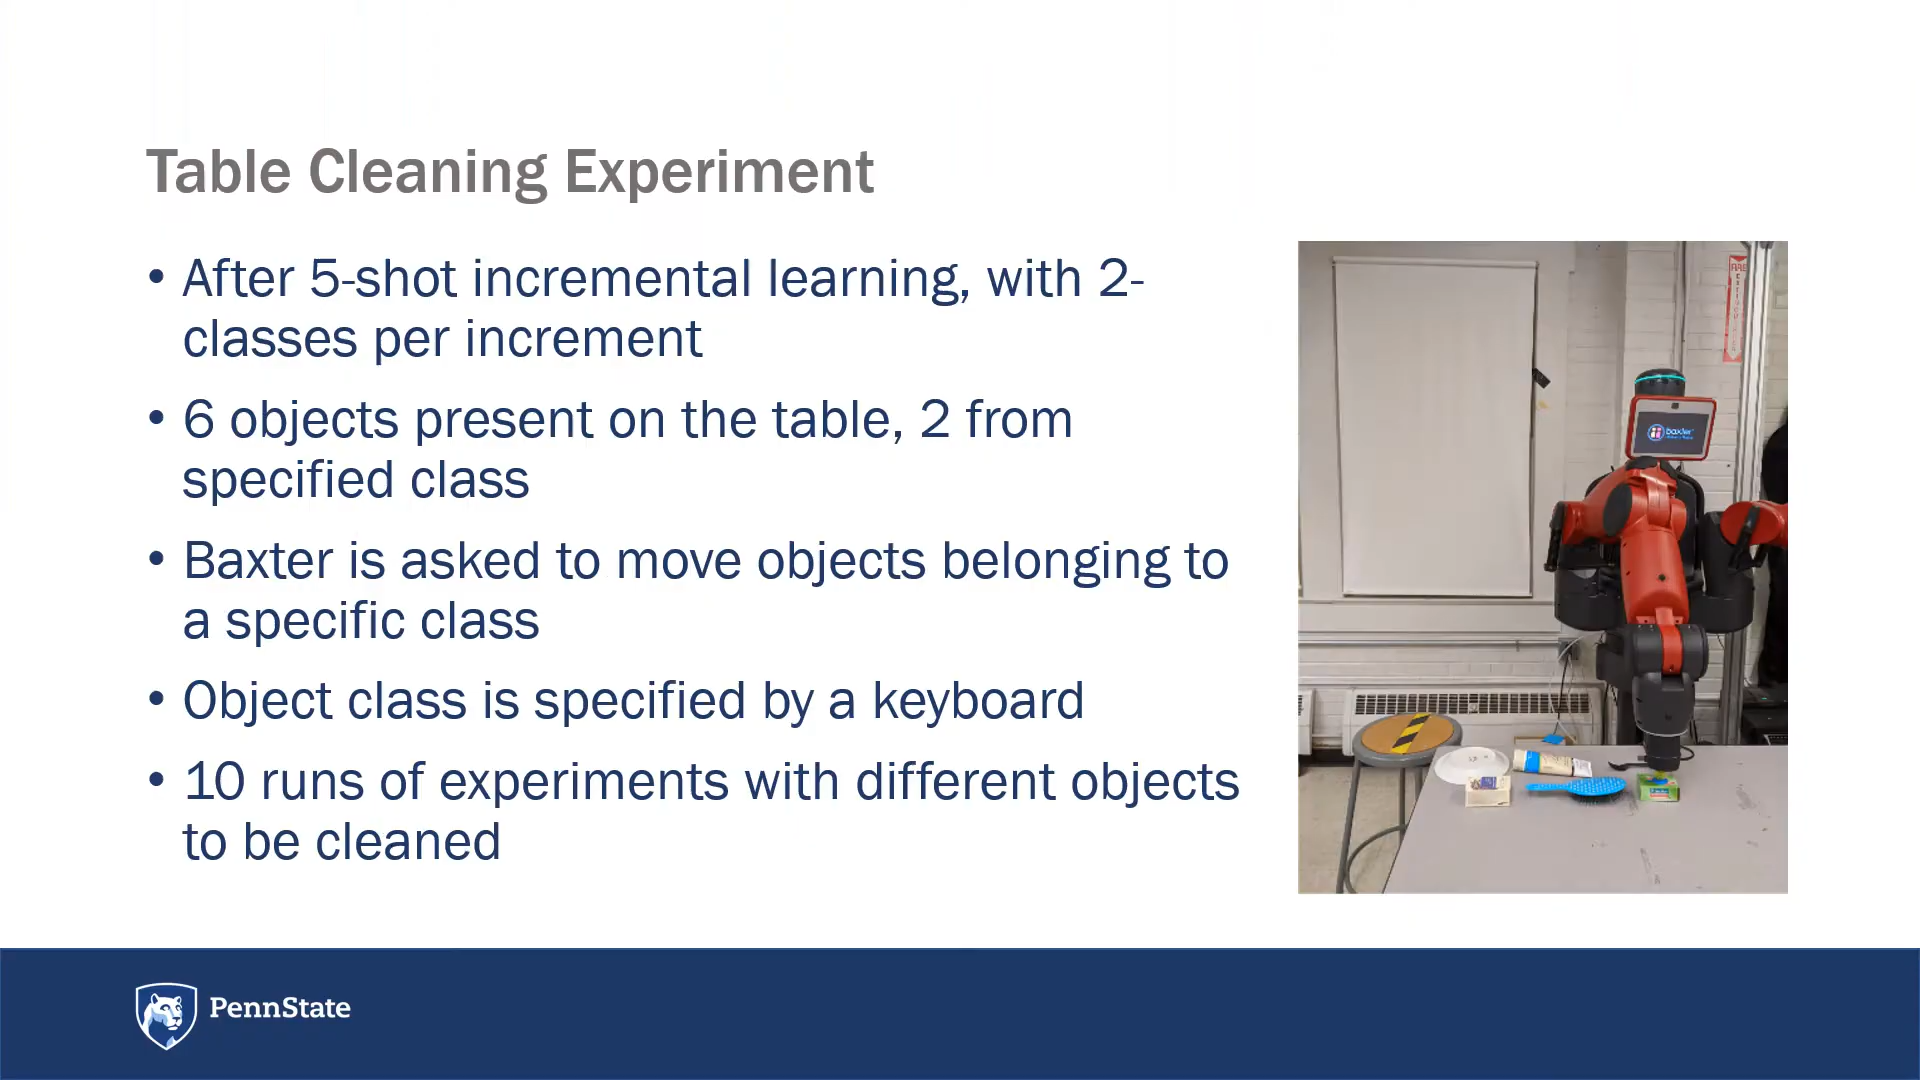 Table Cleaning Experiment
• After 5-shot incremental learning, with 2-
classes per increment
• 6 objects present on the table, 2 from
specified class
• Baxter is asked to move objects belonging to
a specific class
• Object class is specified by a keyboard
• 10 runs of experiments with different objects
to be cleaned
FIRE
baxter
PennState